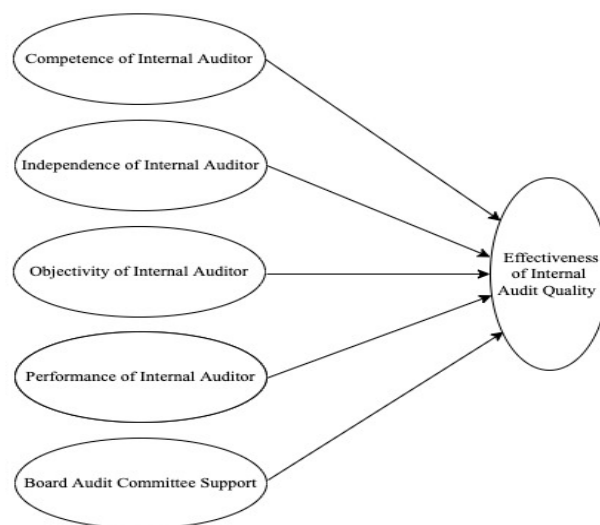 Competence of Internal Auditor
Independence of Internal Auditor
Objectivity of Internal Auditor
Performance of Internal Auditor
Board Audit Committee Support
Effectiveness
of Internal
Audit Quality